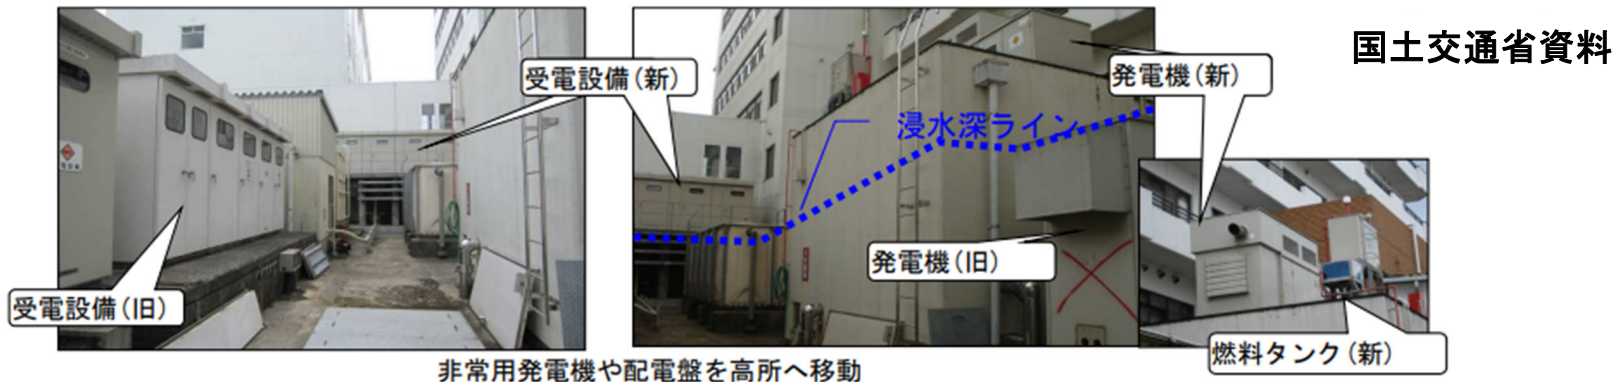 国土交通省資料
受電設備(新)
発電機(新)
浸水深ライン
発電機(旧)
受電設備(旧)
燃料タンク(新)
非常用発電機や配電盤を高所へ移動